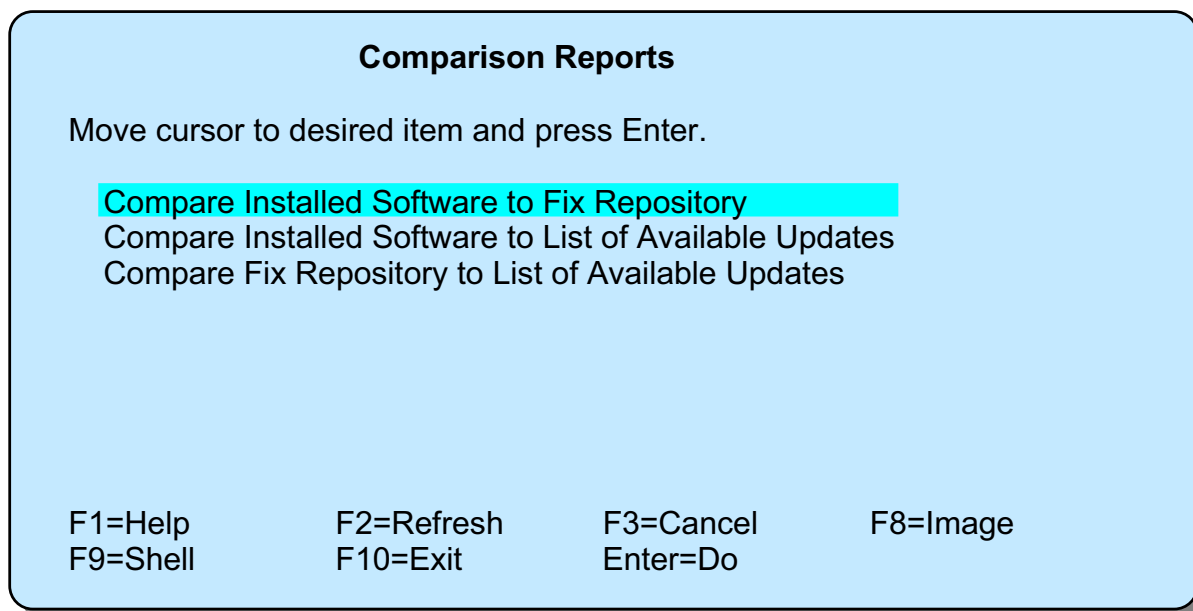 Comparison Reports
Move cursor to desired item and press Enter.
Compare Installed Software to Fix Repository
Compare Installed Software to List of Available Updates
Compare Fix Repository to List of Available Updates
F1=Help F2=Refresh F3=Cancel F8=Image
F9=Shell F10=Exit Enter=Do